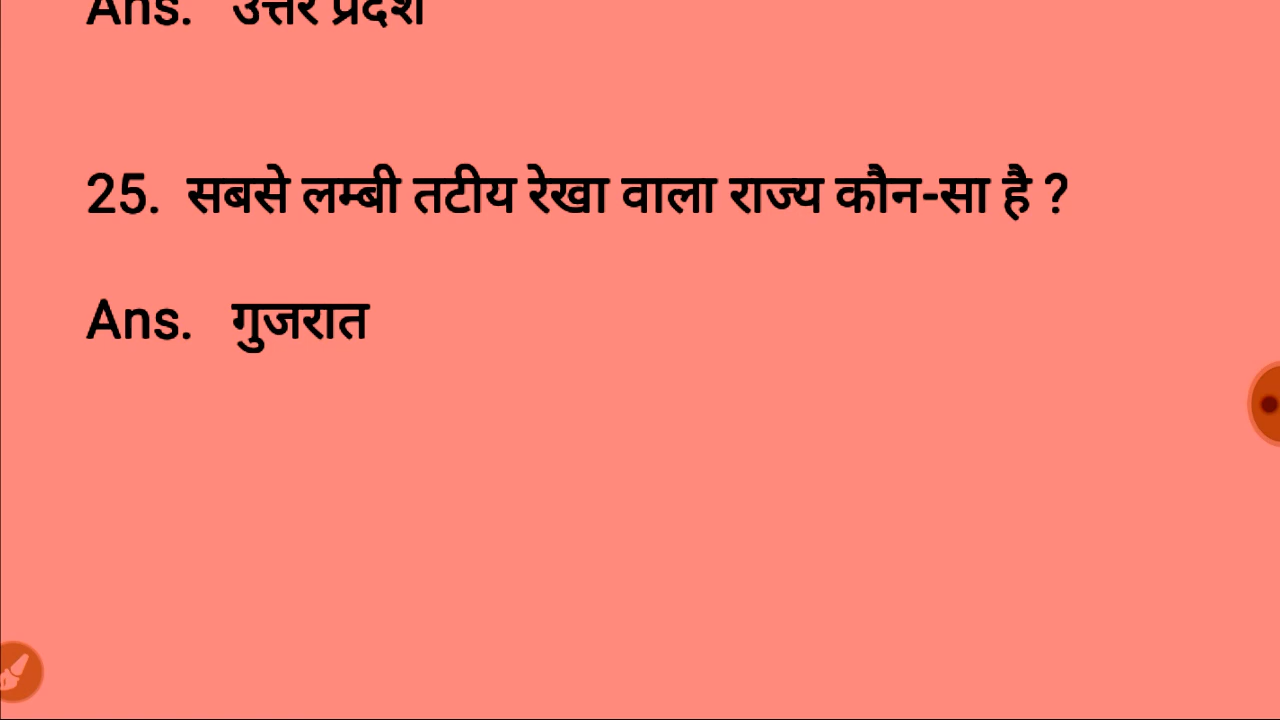 Ans. उत्तर प्रदेश
25. सबसे लम्बी तटीय रेखा वाला राज्य कौन-सा है ?
Ans. गुजरात